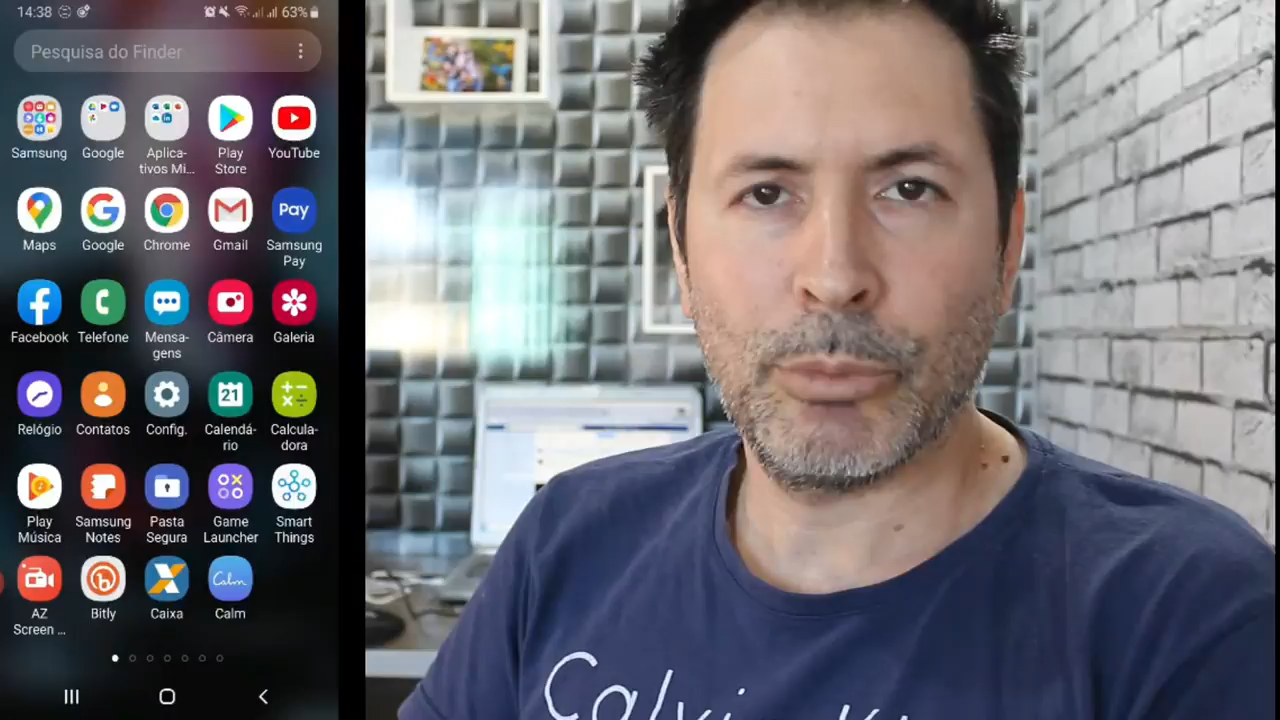 14:38
63%
Pesquisa do Finder
Samsung
Google
Aplica-
tivos Mi...
Play
Store
YouTube
Maps
Google
Chrome
Gmail
Pay
Samsung
Pay
Facebook
Telefone
Mensa-
gens
Câmera
Galeria
Relógio
Contatos
Config.
21
Calendá-
rio
Calcula-
dora
Play
Música
Samsung
Notes
Pasta
Segura
Game
Launcher
Smart
Things
AZ
Screen ...
Bitly
Caixa
Calm
Calm
Calvin